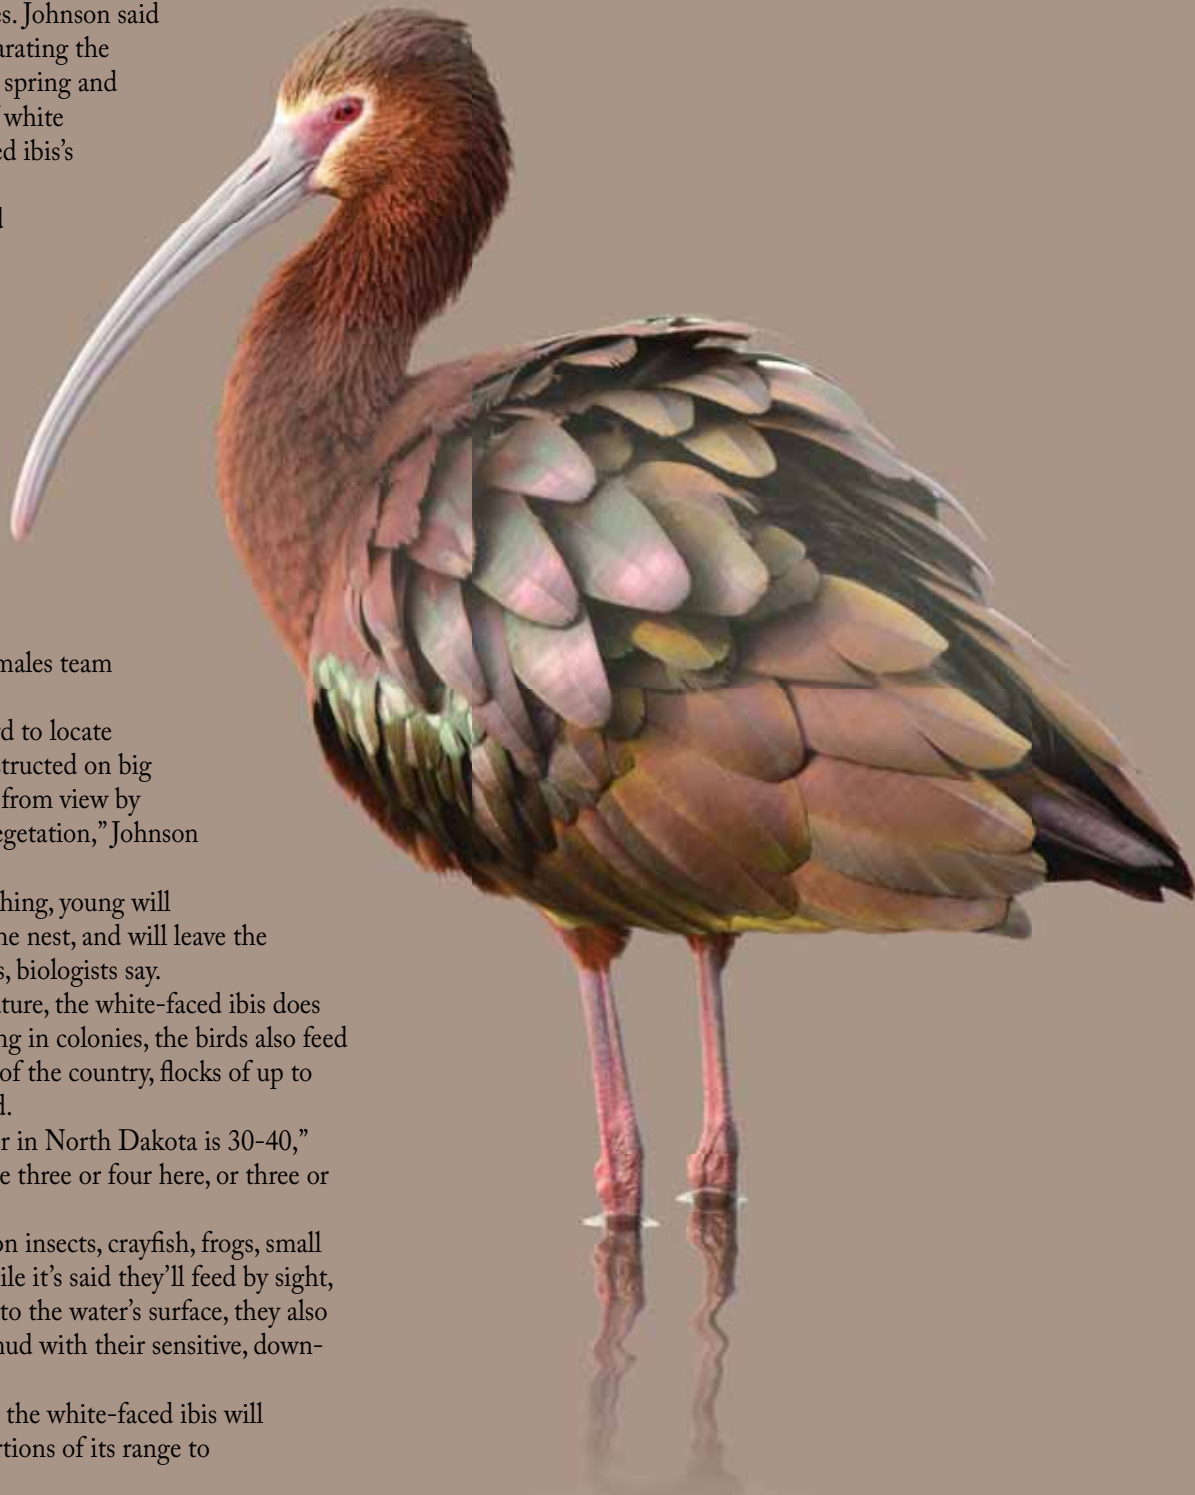 es. Johnson said
arating the
spring and
white
ed ibis's
d
males team
d to locate
structed on big
from view by
egetation,” Johnson
hing, young will
he nest, and will leave the
s, biologists say.
ture, the white-faced ibis does
ng in colonies, the birds also feed
of the country, flocks of up to
d.
r in North Dakota is 30-40,”
e three or four here, or three or
on insects, crayfish, frogs, small
ile it’s said they’ll feed by sight,
to the water’s surface, they also
mud with their sensitive, down-
the white-faced ibis will
rtions of its range to